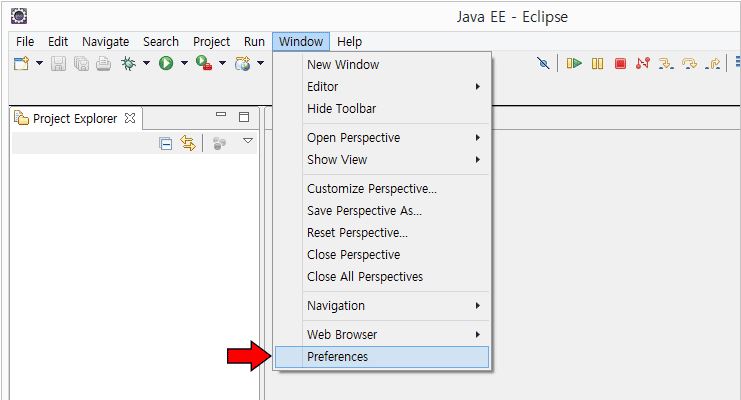 Java EE - Eclipse
File Edit Navigate Search Project Run Window Help
New Window
Editor
Hide Toolbar
Project Explorer
Open Perspective
Show View
Customize Perspective...
Save Perspective As...
Reset Perspective...
Close Perspective
Close All Perspectives
Navigation
Web Browser
Preferences